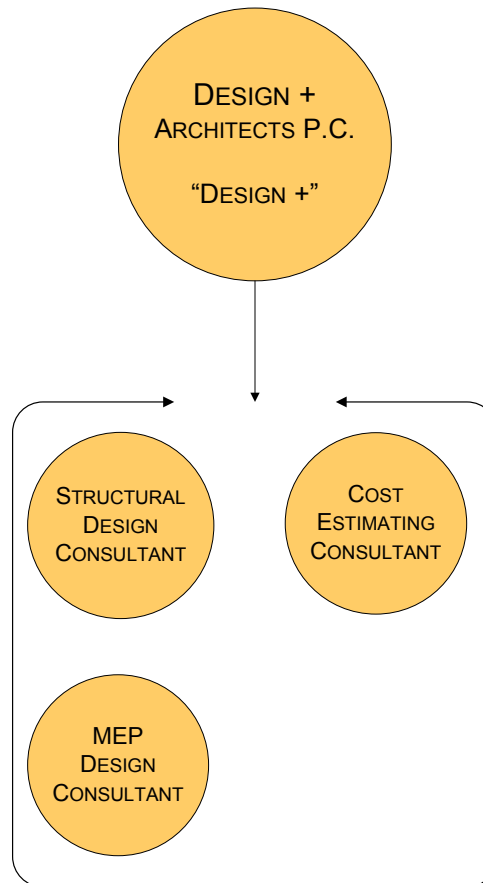 DESIGN +
ARCHITECTS P.C.
“DESIGN +”
STRUCTURAL
DESIGN
CONSULTANT
COST
ESTIMATING
CONSULTANT
MEP
DESIGN
CONSULTANT